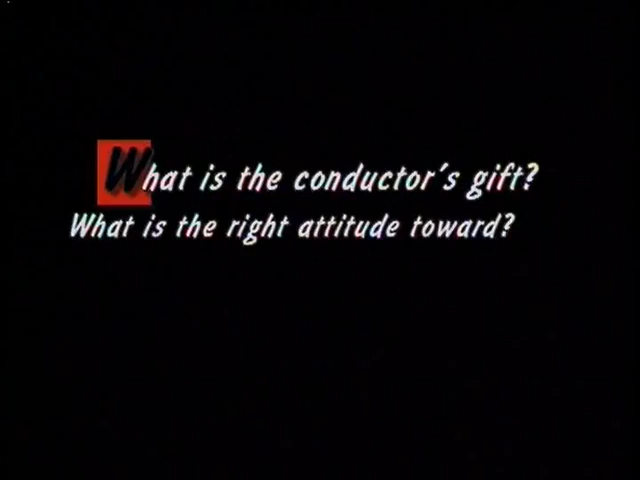 What is the conductor's gift?
What is the right attitude toward?